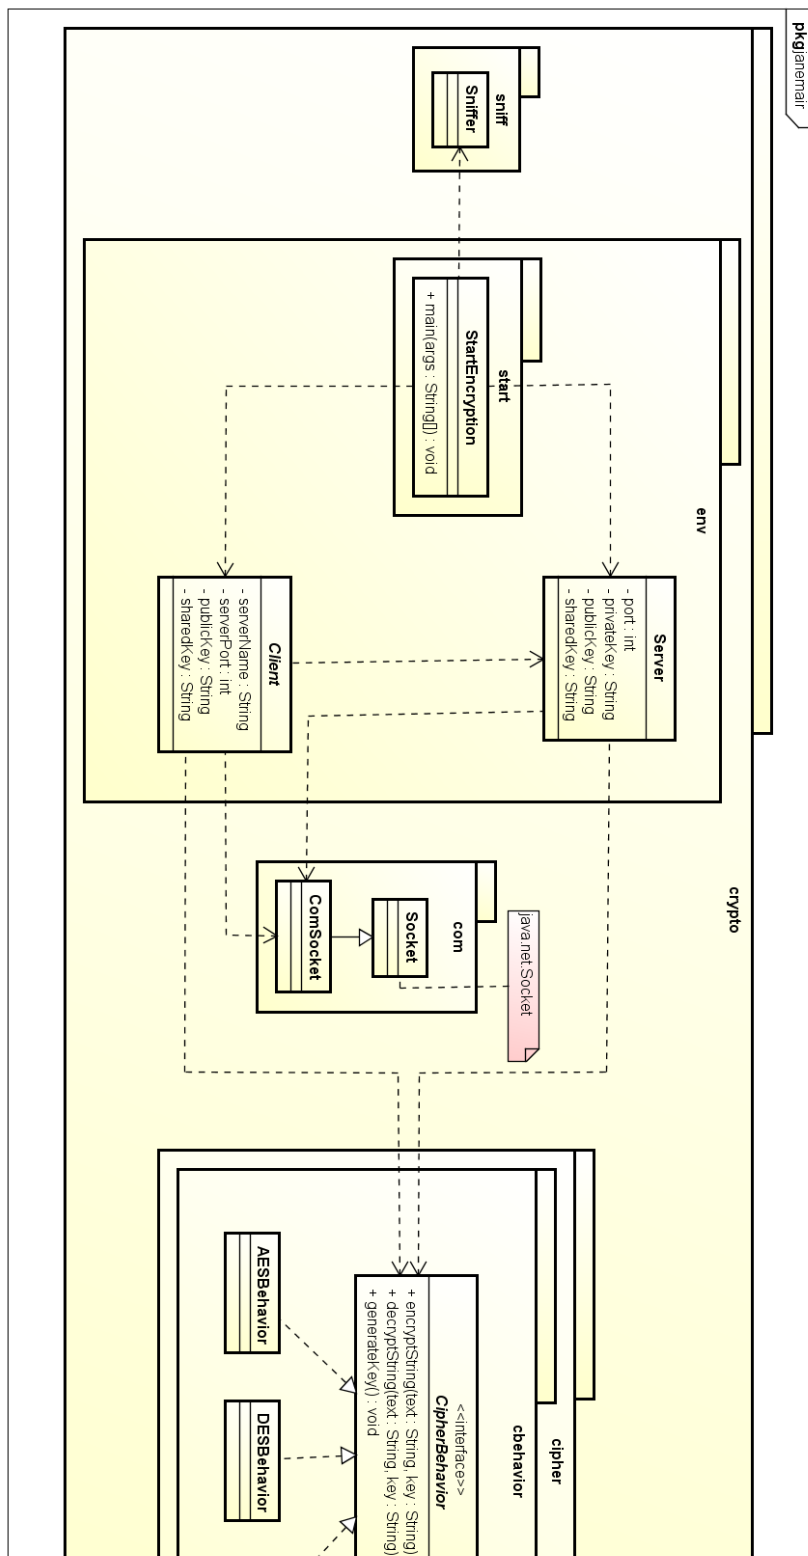 pkg janemair
crypto
sniff
Sniffer
env
start
StartEncryption
+ main(args : String[]) : void
Server
- port : int
- privateKey : String
- publicKey : String
- sharedKey : String
Client
- serverName : String
- serverPort : int
- publicKey : String
- sharedKey : String
com
java.net.Socket
Socket
ComSocket
cipher
cbehavior
<<interface>>
CipherBehavior
+ encryptString(text : String, key : String)
+ decryptString(text : String, key : String)
+ generateKey() : void
AESBehavior
DESBehavior